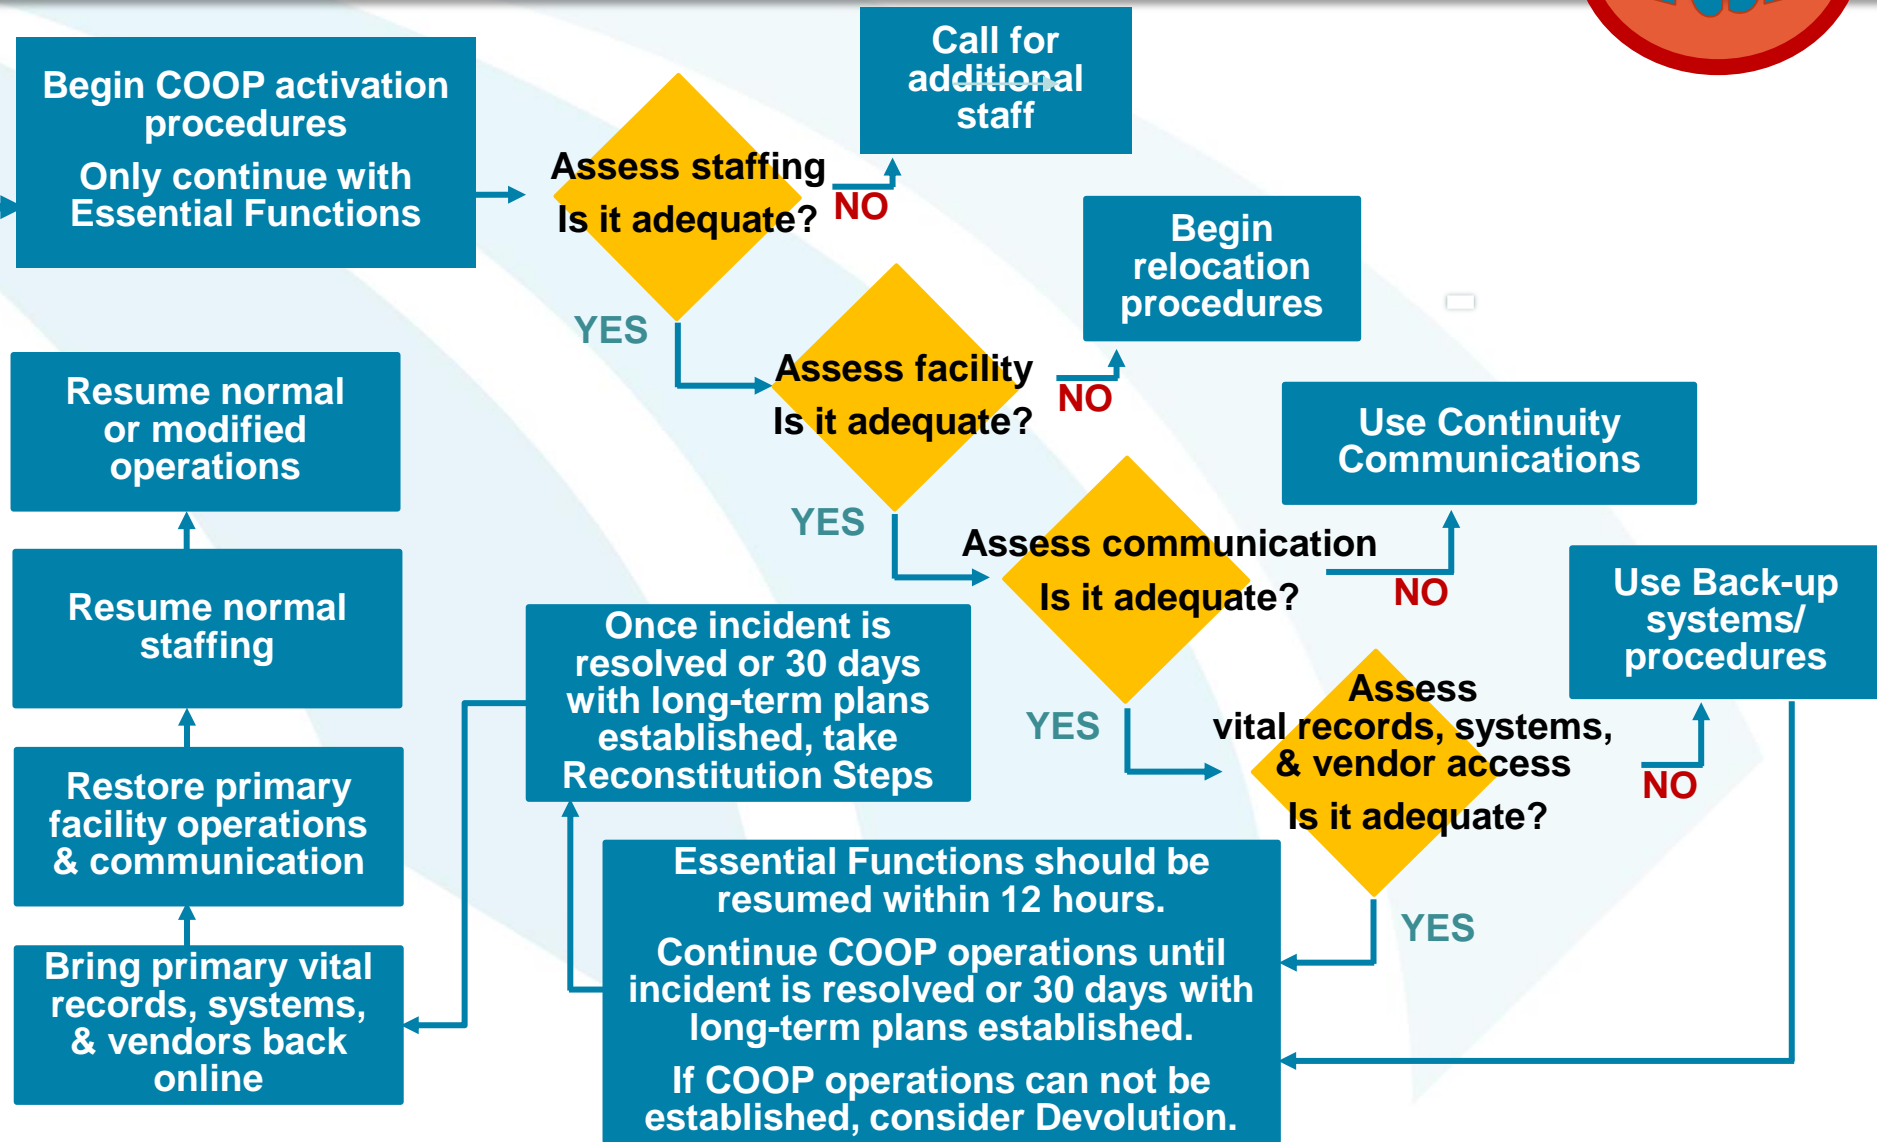 Begin COOP activation
procedures
Only continue with
Essential Functions
Assess staffing
Is it adequate?
NO
Call for
additional
staff
YES
Assess facility
Is it adequate?
NO
Begin
relocation
procedures
YES
Assess communication
Is it adequate?
NO
Use Continuity
Communications
YES
Assess
vital records, systems,
& vendor access
Is it adequate?
NO
Use Back-up
systems/
procedures
YES
Essential Functions should be
resumed within 12 hours.
Continue COOP operations until
incident is resolved or 30 days with
long-term plans established.
If COOP operations can not be
established, consider Devolution.
Once incident is
resolved or 30 days
with long-term plans
established, take
Reconstitution Steps
Bring primary vital
records, systems,
& vendors back
online
Restore primary
facility operations
& communication
Resume normal
staffing
Resume normal
or modified
operations